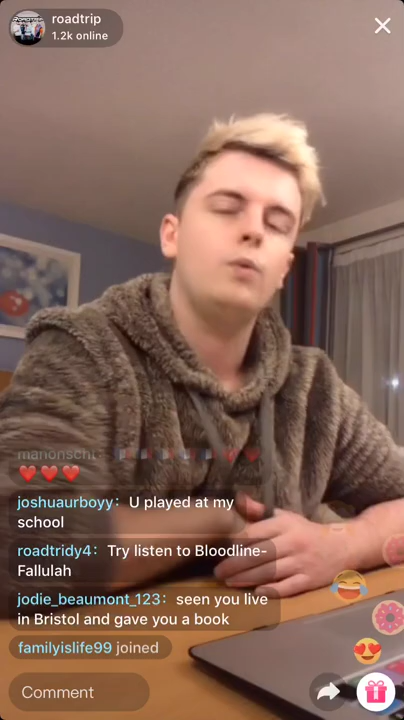 roadtrip
1.2k online
manonscht:
joshuaurboyy: U played at my
school
roadtridy4: Try listen to Bloodline-
Fallulah
jodie_beaumont_123: seen you live
in Bristol and gave you a book
familyislife99 joined
Comment